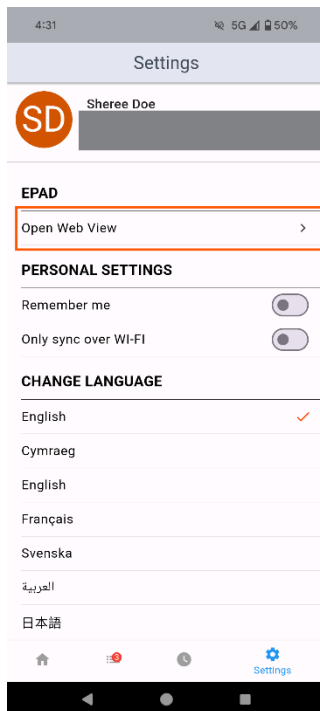 4:31 5G 50%
Settings
SD
Sheree Doe
EPAD
Open Web View
PERSONAL SETTINGS
Remember me
Only sync over WI-FI
CHANGE LANGUAGE
English
Cymraeg
English
Français
Svenska
العربية
日本語
3
Settings